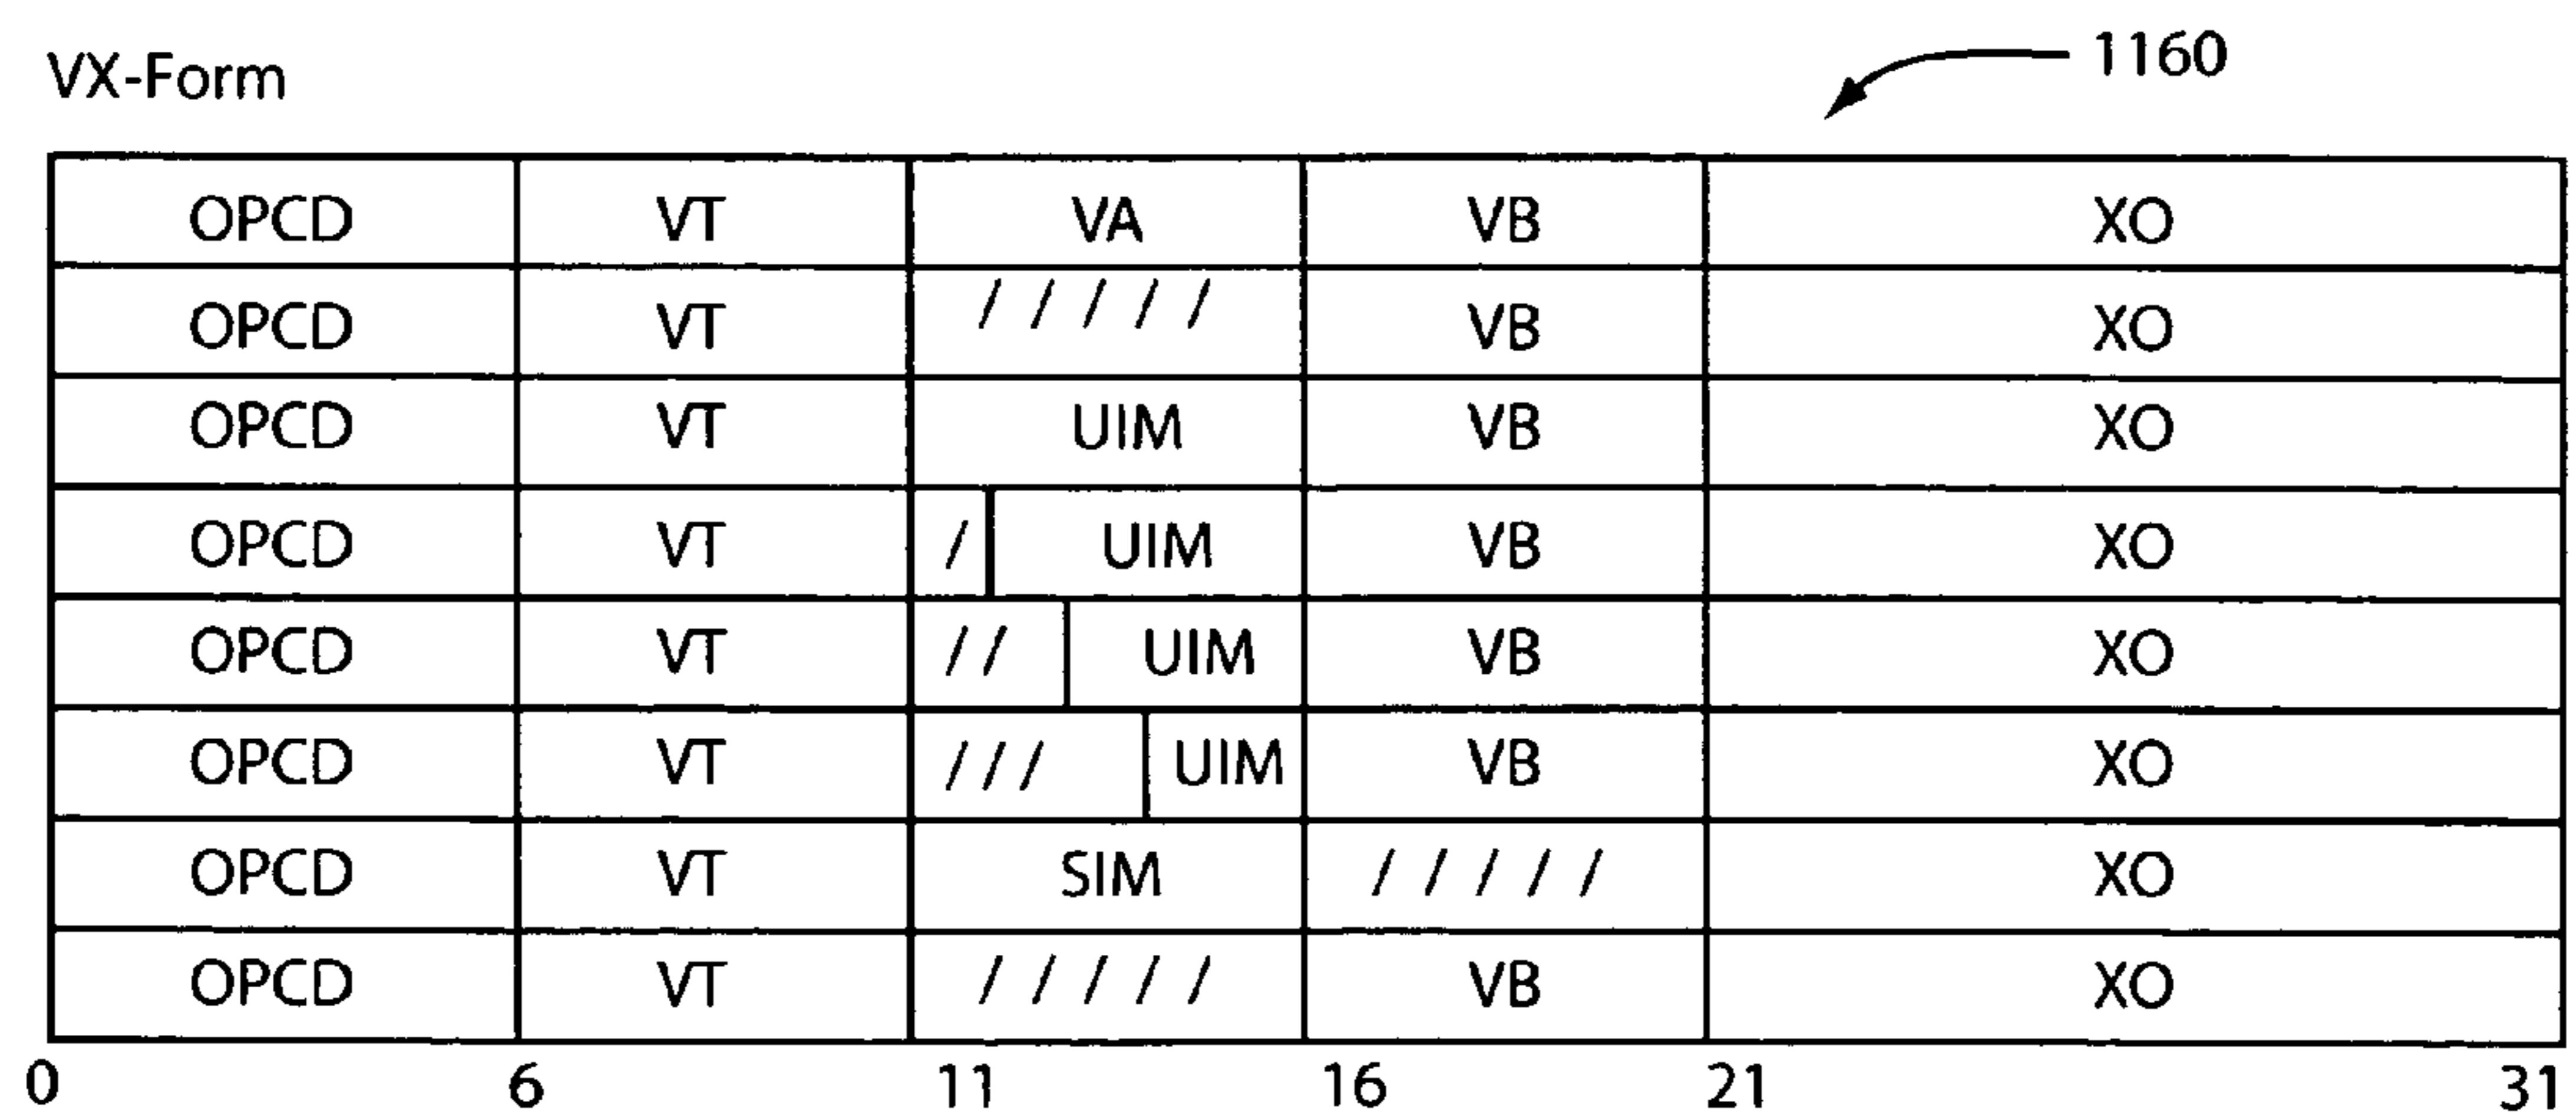 VX-Form
1160
OPCD VT VA VB XO
OPCD VT / / / / / VB XO
OPCD VT UIM VB XO
OPCD VT / UIM VB XO
OPCD VT // UIM VB XO
OPCD VT /// UIM VB XO
OPCD VT SIM / / / / / XO
OPCD VT / / / / / VB XO
0 6 11 16 21 31